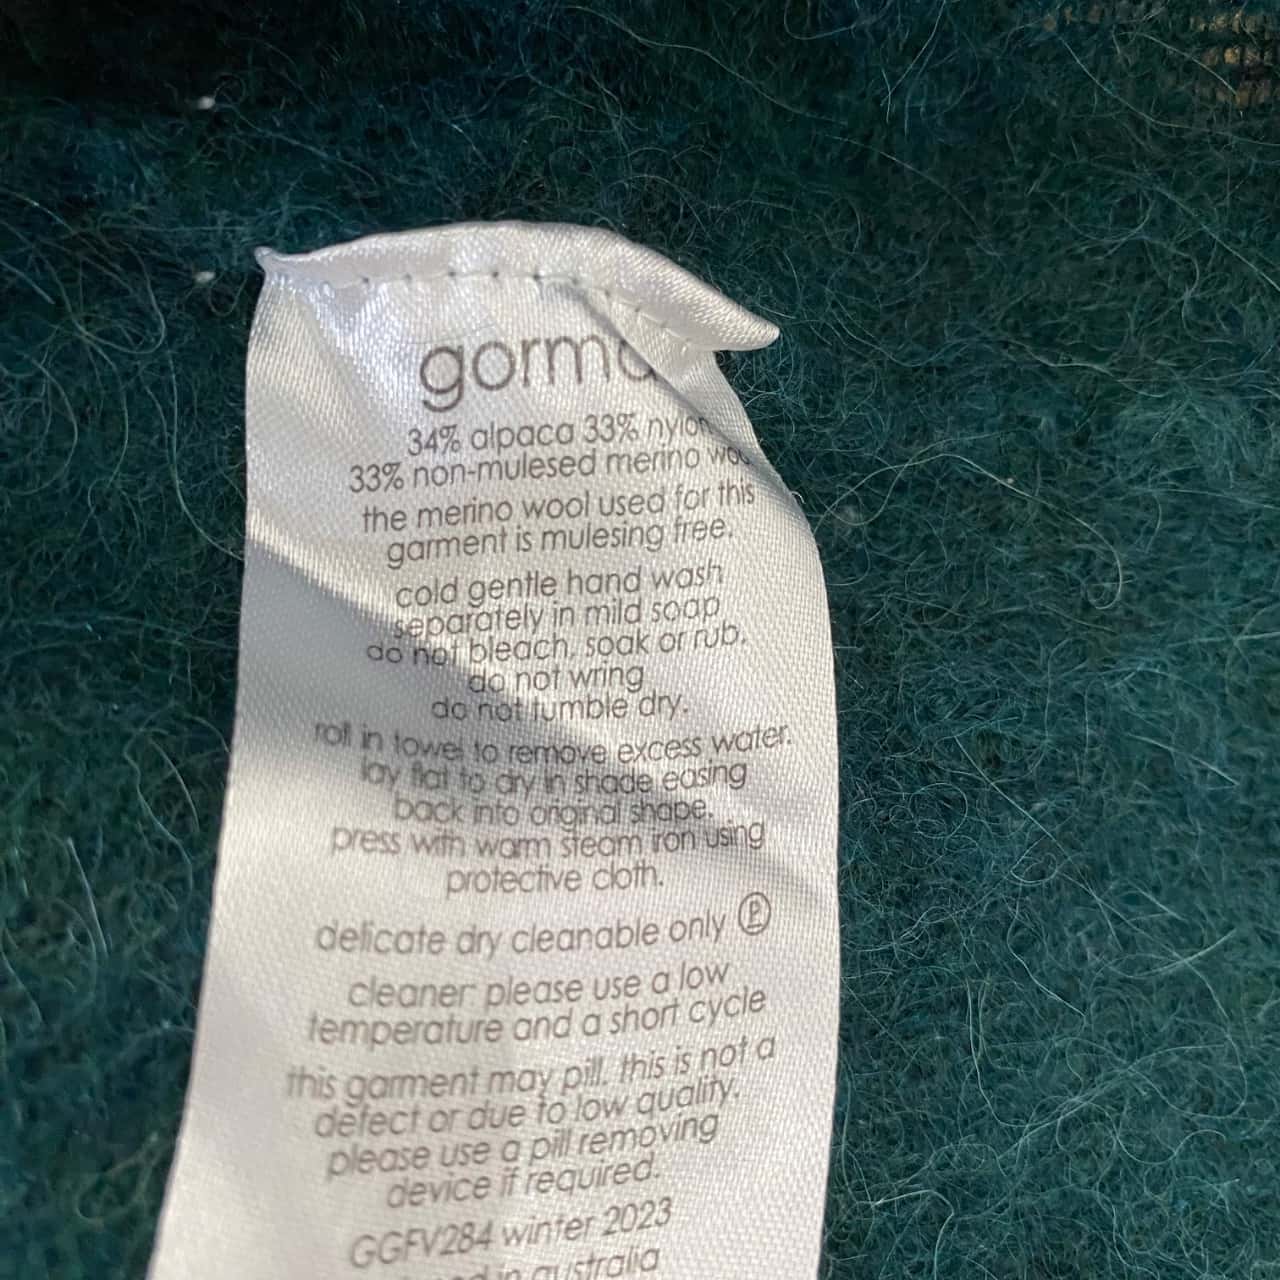 gorma
34% alpaca 33% nylon
33% non-mulesed merino woo
the merino wool used for this
garment is mulesing free.
cold gentle hand wash
separately in mild soap
do not bleach, soak or rub.
do not wring
do not tumble dry.
roll in towel to remove excess water.
lay flat to dry in shade easing
back into original shape.
press with warm steam iron using
protective cloth.
delicate dry cleanable only Ⓟ
cleaner please use a low
temperature and a short cycle
this garment may pill. this is not a
defect or due to low quality.
please use a pill removing
device if required.
GGFV284 winter 2023
in australia